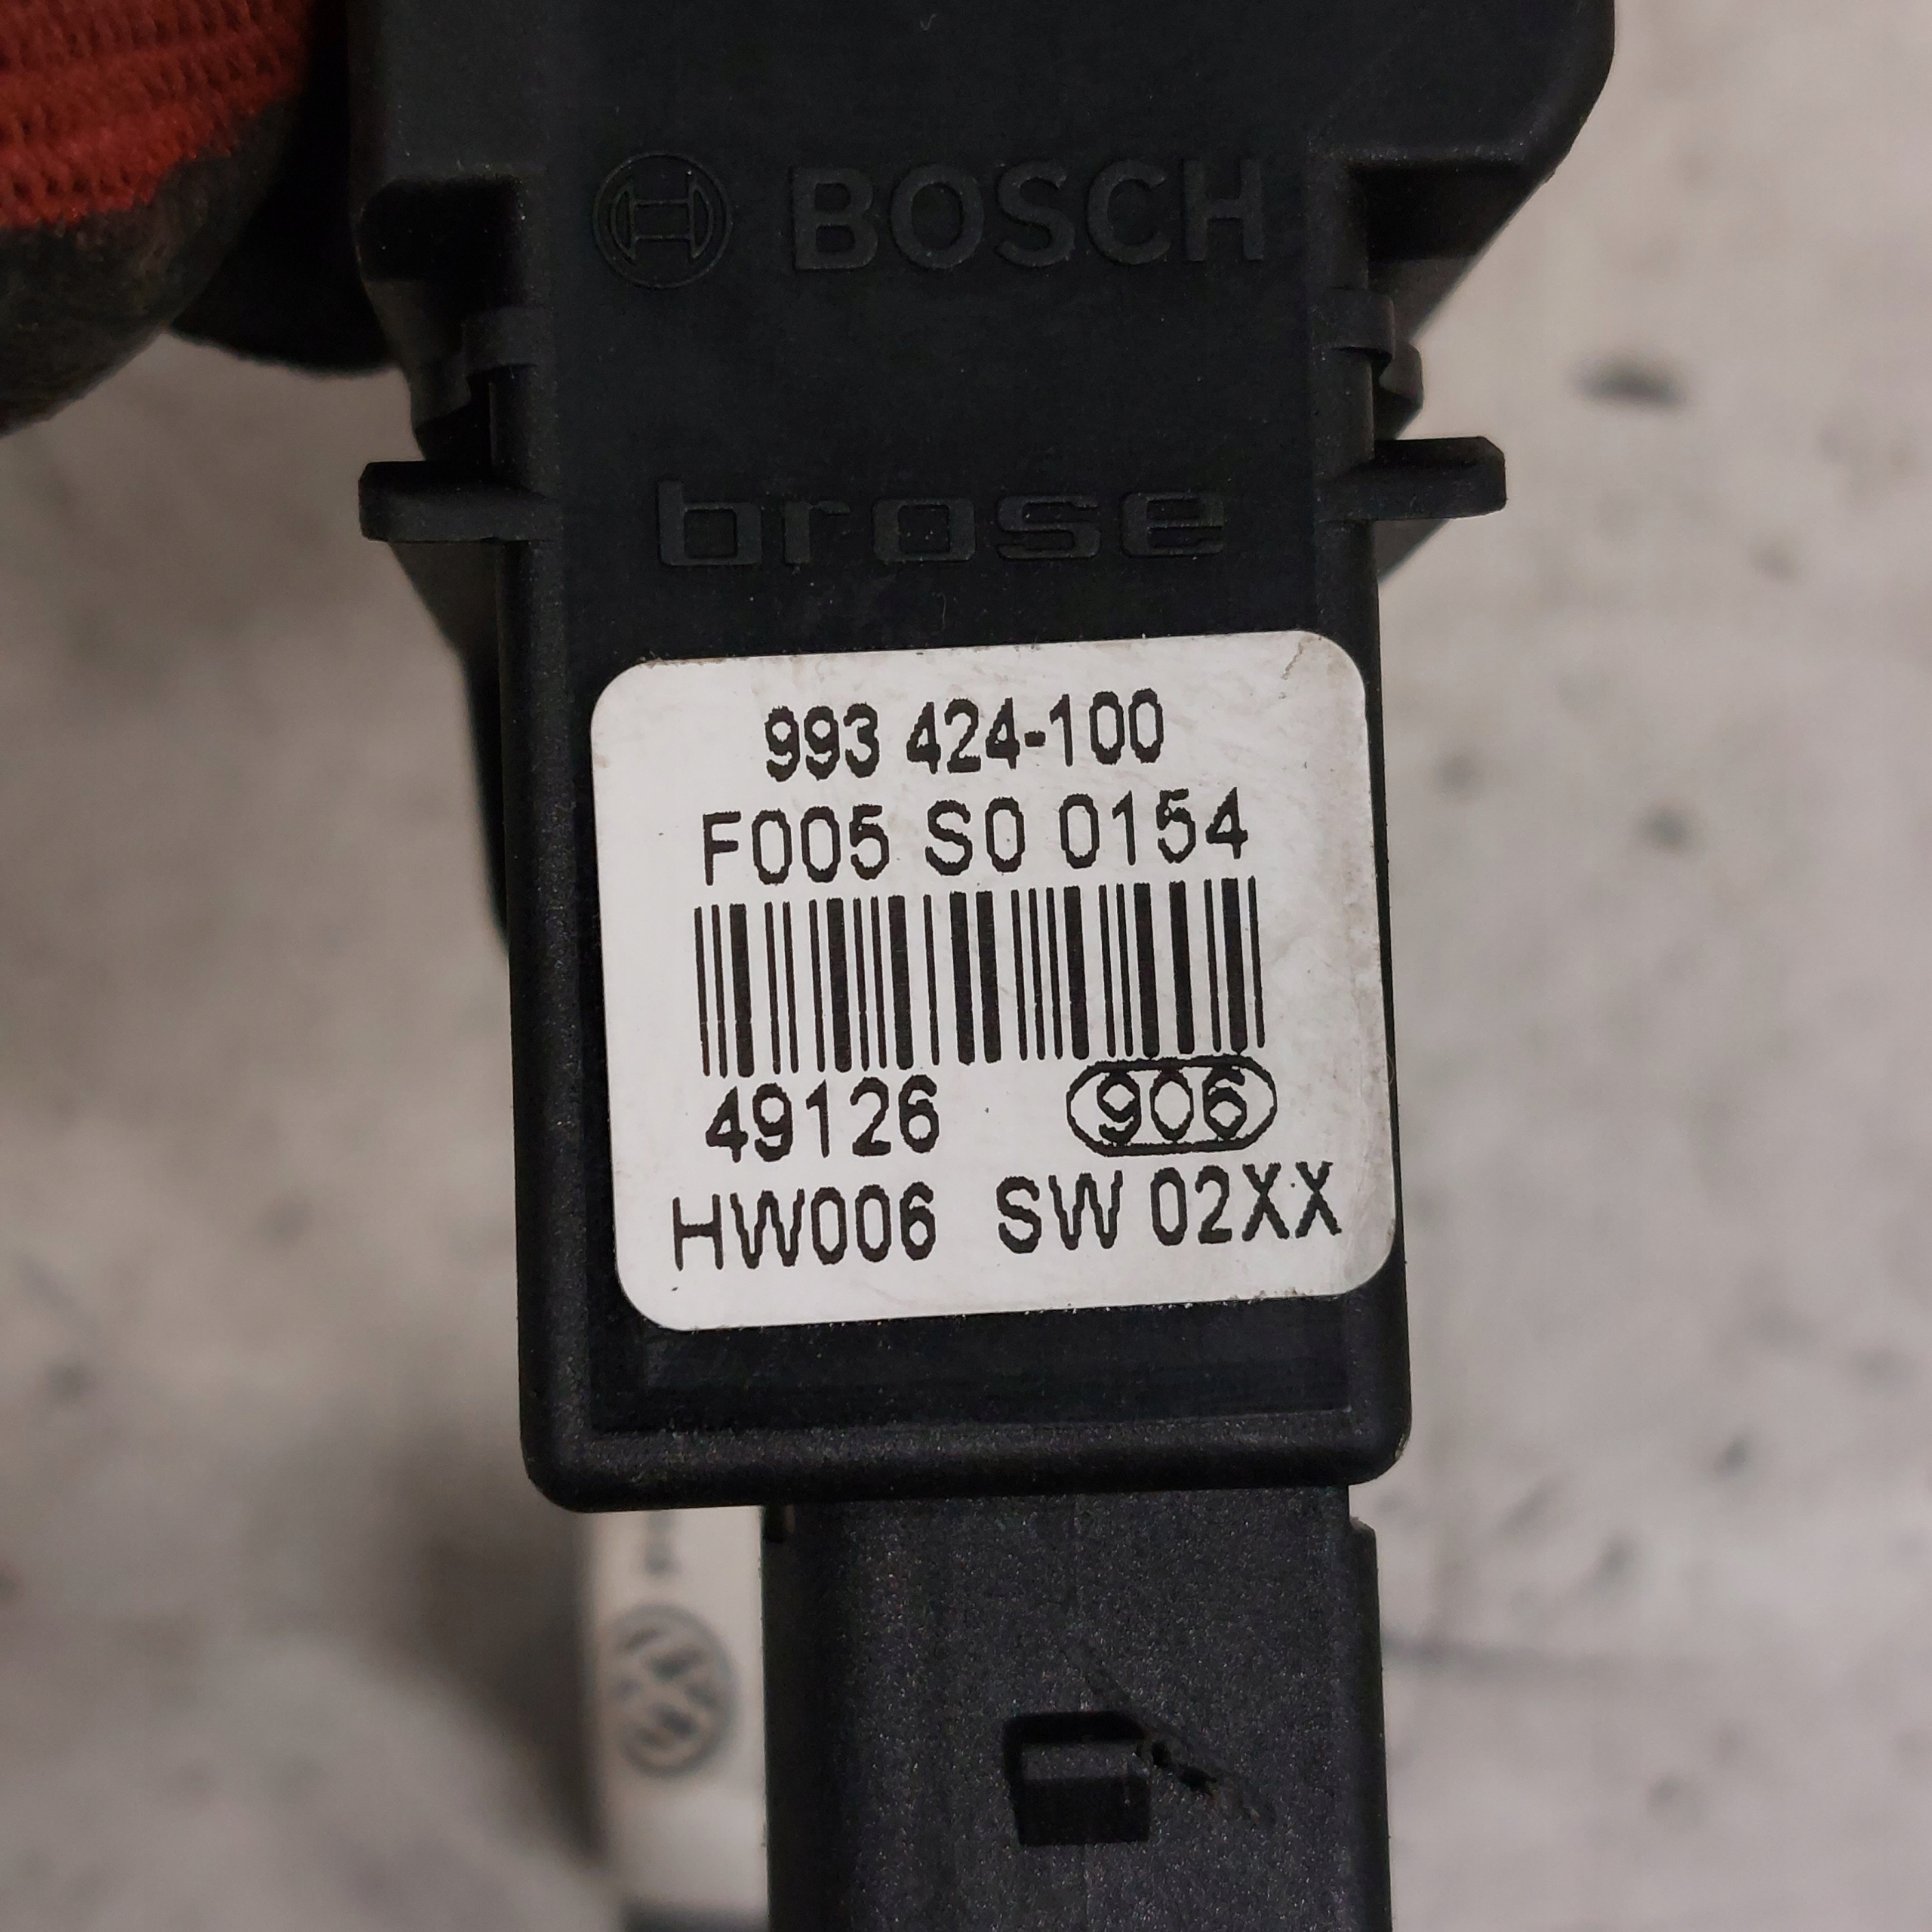 BOSCH
brose
993 424-100
F005 S0 0154
49126 906
HW006 SW 02XX